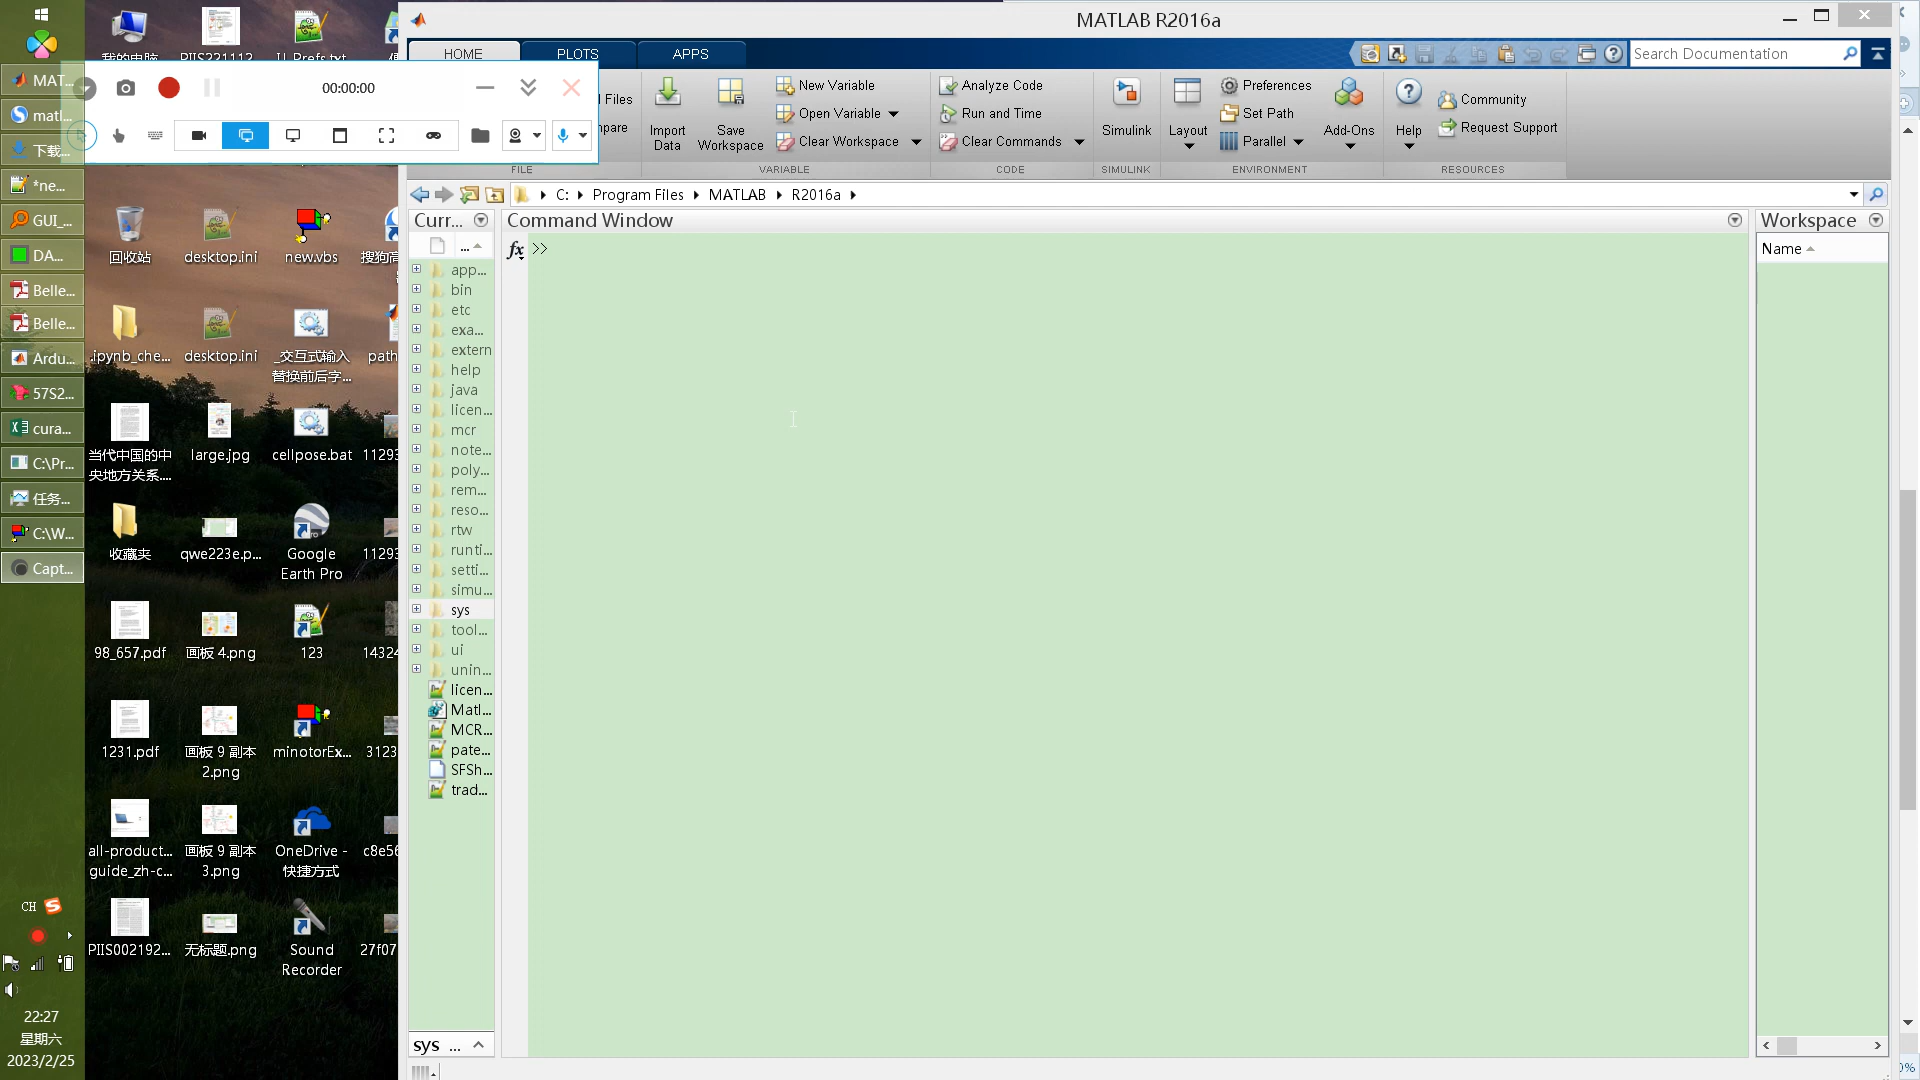 MATLAB R2016a
HOME
PLOTS
APPS
Search Documentation
00:00:00
l Files
Import
Data
Save
Workspace
New Variable
Open Variable
Clear Workspace
Analyze Code
Run and Time
Clear Commands
Simulink
Layout
Preferences
Set Path
Parallel
Add-Ons
Help
Community
Request Support
FILE
VARIABLE
CODE
SIMULINK
ENVIRONMENT
RESOURCES
C:
Program Files
MATLAB
R2016a
Curr...
Command Window
Workspace
...
fx
>>
Name
app...
bin
etc
exa...
extern
help
java
licen...
mcr
note...
poly...
rem...
reso...
rtw
runti...
setti...
simu...
sys
tool...
ui
unin...
licen...
Matl...
MCR...
pate...
SFSh...
trad...
sys ...
MAT...
matl...
下载...
*ne...
GUI_...
DA...
Belle...
Belle...
Ardu...
57S2...
cura...
C:\Pr...
任务...
C:\W...
Capt...
CH
22:27
星期六
2023/2/25
我的电脑
PIIS221112
U_Prefs.txt
回收站
desktop.ini
new.vbs
搜狗高
.ipynb_che...
desktop.ini
_交互式输入
替换前后字...
path
当代中国的中
央地方关系....
large.jpg
cellpose.bat
11293
收藏夹
qwe223e.p...
Google
Earth Pro
11293
98_657.pdf
画板 4.png
123
14324
1231.pdf
画板 9 副本
2.png
minotorEx...
3123
all-product...
guide_zh-c...
画板 9 副本
3.png
OneDrive -
快捷方式
c8e56
PIIS002192...
无标题.png
Sound
Recorder
27f07